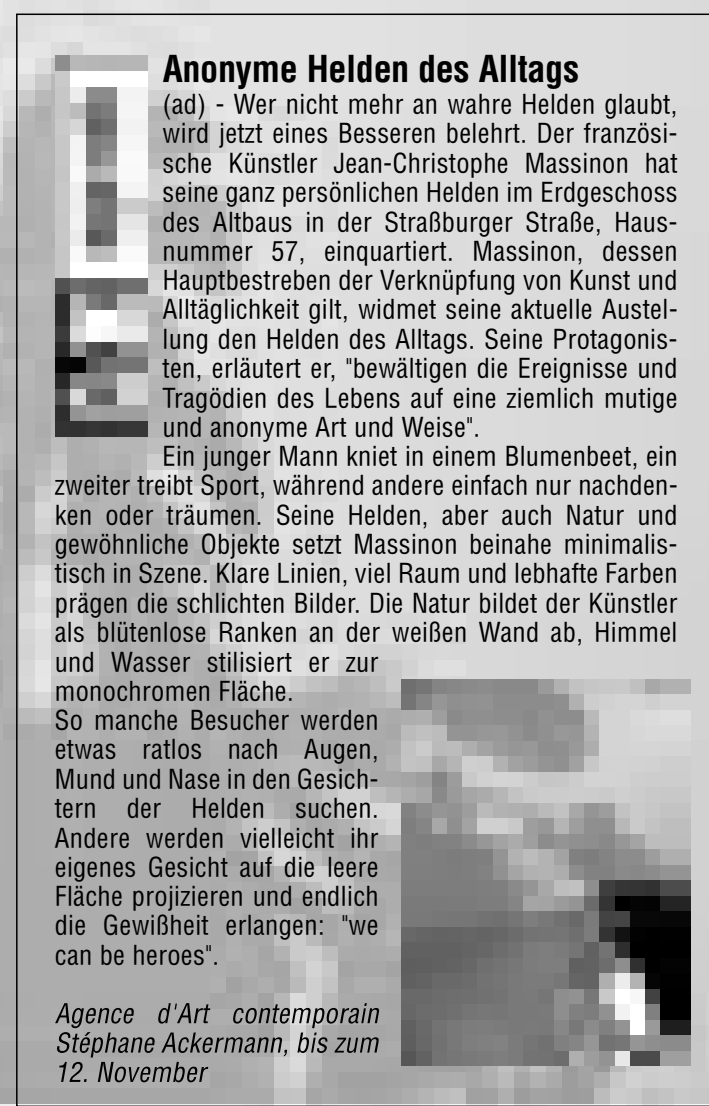 Anonyme Helden des Alltags
(ad) - Wer nicht mehr an wahre Helden glaubt,
wird jetzt eines Besseren belehrt. Der französi-
sche Künstler Jean-Christophe Massinon hat
seine ganz persönlichen Helden im Erdgeschoss
des Altbaus in der Straßburger Straße, Haus-
nummer 57, einquartiert. Massinon, dessen
Hauptbestreben der Verknüpfung von Kunst und
Alltäglichkeit gilt, widmet seine aktuelle Austel-
lung den Helden des Alltags. Seine Protagonis-
ten, erläutert er, "bewältigen die Ereignisse und
Tragödien des Lebens auf eine ziemlich mutige
und anonyme Art und Weise".
Ein junger Mann kniet in einem Blumenbeet, ein
zweiter treibt Sport, während andere einfach nur nachden-
ken oder träumen. Seine Helden, aber auch Natur und
gewöhnliche Objekte setzt Massinon beinahe minimalis-
tisch in Szene. Klare Linien, viel Raum und lebhafte Farben
prägen die schlichten Bilder. Die Natur bildet der Künstler
als blütenlose Ranken an der weißen Wand ab, Himmel
und Wasser stilisiert er zur
monochromen Fläche.
So manche Besucher werden
etwas ratlos nach Augen,
Mund und Nase in den Gesich-
tern der Helden suchen.
Andere werden vielleicht ihr
eigenes Gesicht auf die leere
Fläche projizieren und endlich
die Gewißheit erlangen: "we
can be heroes".
Agence d'Art contemporain
Stéphane Ackermann, bis zum
12. November